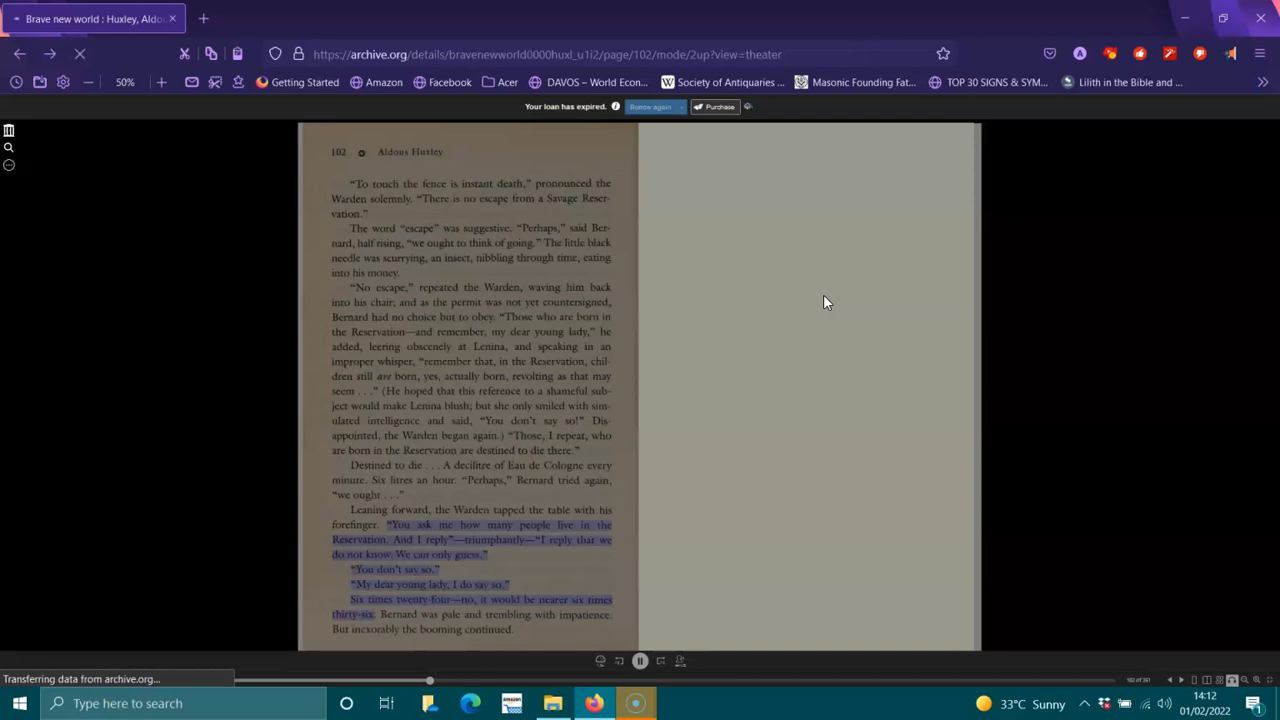 Brave new world : Huxley, Aldo
https://archive.org/details/bravenewworld0000huxl_u1i2/page/102/mode/2up?view=theater
50% Getting Started Amazon Facebook Acer DAVOS – World Econ... Society of Antiquaries ... Masonic Founding Fat... TOP 30 SIGNS & SYM... Lilith in the Bible and ...
Your loan has expired. Borrow again Purchase
102 Aldous Huxley
“To touch the fence is instant death,” pronounced the
Warden solemnly. “There is no escape from a Savage Reser-
vation.”
The word “escape” was suggestive. “Perhaps,” said Ber-
nard, half rising, “we ought to think of going.” The little black
needle was scurrying, an insect, nibbling through time, eating
into his money.
“No escape,” repeated the Warden, waving him back
into his chair; and as the permit was not yet countersigned,
Bernard had no choice but to obey. “Those who are born in
the Reservation—and remember, my dear young lady,” he
added, leering obscenely at Lenina, and speaking in an
improper whisper, “remember that, in the Reservation, chil-
dren still are born, yes, actually born, revolting as that may
seem . . .” (He hoped that this reference to a shameful sub-
ject would make Lenina blush; but she only smiled with sim-
ulated intelligence and said, “You don’t say so!” Dis-
appointed, the Warden began again.) “Those, I repeat, who
are born in the Reservation are destined to die there.”
Destined to die . . . A decilitre of Eau de Cologne every
minute. Six litres an hour. “Perhaps,” Bernard tried again,
“we ought . . .”
Leaning forward, the Warden tapped the table with his
forefinger. “You ask me how many people live in the
Reservation. And I reply”—triumphantly—“I reply that we
do not know. We can only guess.”
“You don’t say so.”
“My dear young lady, I do say so.”
Six times twenty-four—no, it would be nearer six times
thirty-six. Bernard was pale and trembling with impatience.
But inexorably the booming continued.
Transferring data from archive.org...
102 of 261
Type here to search
33°C Sunny
14:12
01/02/2022